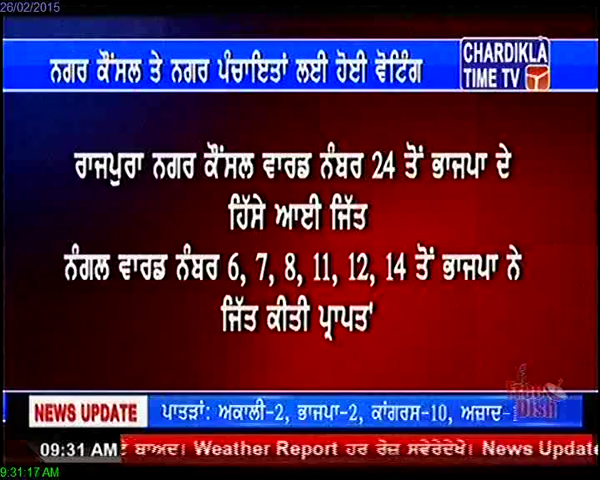 26/02/2015
ਨਗਰ ਕੌਂਸਲ ਤੇ ਨਗਰ ਪੰਚਾਇਤਾਂ ਲਈ ਹੋਈ ਵੋਟਿੰਗ
CHARDIKLA
TIME TV
ਰਾਜਪੁਰਾ ਨਗਰ ਕੌਂਸਲ ਵਾਰਡ ਨੰਬਰ 24 ਤੋਂ ਭਾਜਪਾ ਦੇ
ਹਿੱਸੇ ਆਈ ਜਿੱਤ
ਨੰਗਲ ਵਾਰਡ ਨੰਬਰ 6, 7, 8, 11, 12, 14 ਤੋਂ ਭਾਜਪਾ ਨੇ
ਜਿੱਤ ਕੀਤੀ ਪ੍ਰਾਪਤ'
Free Dish
NEWS UPDATE ਪਾਤੜਾਂ: ਅਕਾਲੀ-2, ਭਾਜਪਾ-2, ਕਾਂਗਰਸ-10, ਅਜ਼ਾਦ-
09:31 AM ਬਾਅਦ। Weather Report ਹਰ ਰੋਜ਼ ਸਵੇਰੇਦੇਖੋ। News Update
9:31:17 AM